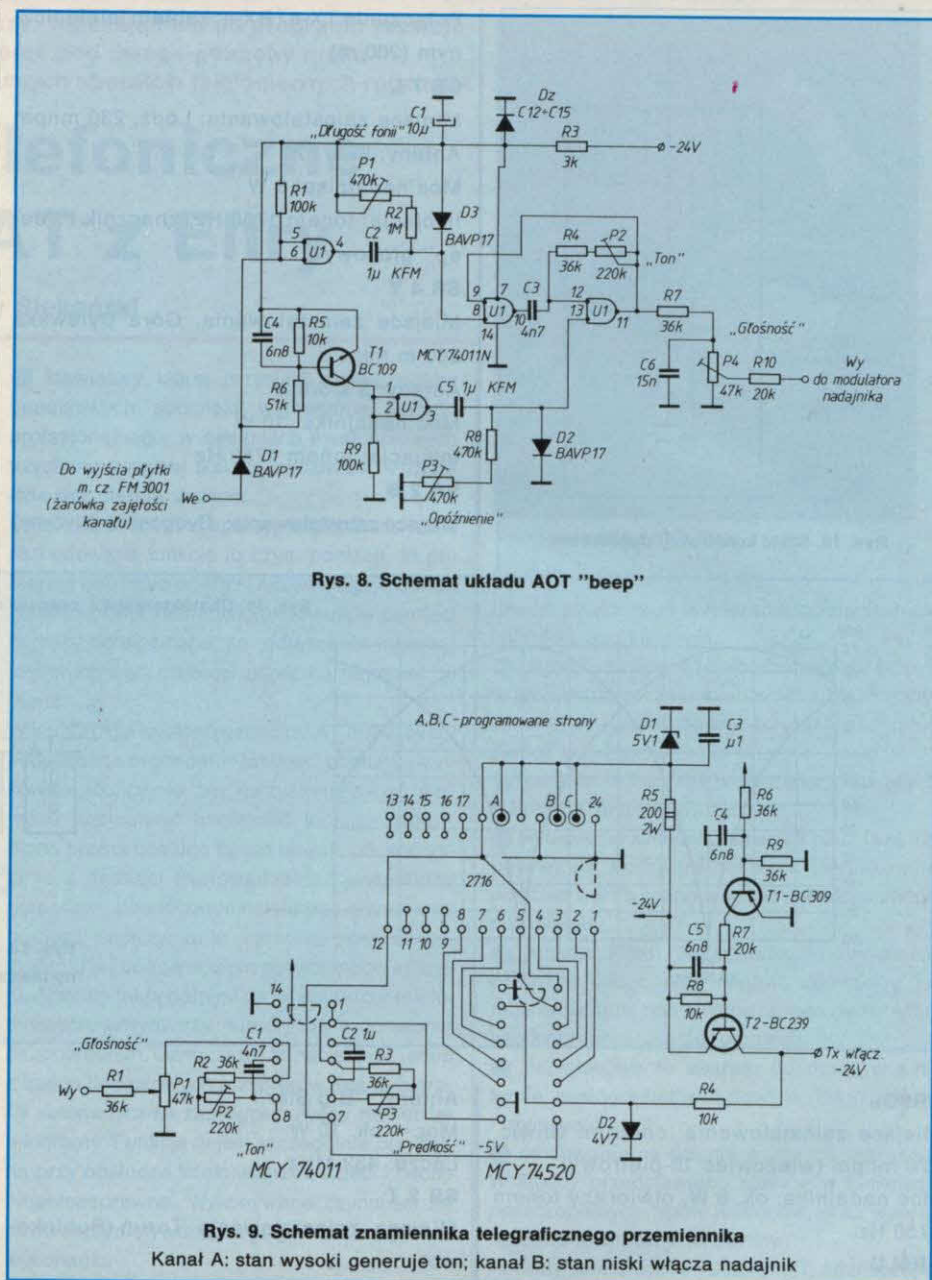 C1
10µ
Dz
C12÷C15
R3
3k
-24V
„Długość fonii"
P1
470k
R1
100k
R2
1M
D3
BAVP17
5
6
U1
4
C2
1µ KFM
R4
36k
P2
220k
„Ton"
9
8
7
U1
10
14
C3
4n7
12
13
U1
11
R7
36k
„Głośność"
MCY 74011N
C4
6n8
R5
10k
T1
BC109
R6
51k
1
2
U1
3
C5 1µ KFM
C6
15n
P4
47k
R10
20k
Wy
do modulatora
nadajnika
D1
BAVP17
R9
100k
R8
470k
D2
BAVP17
P3
470k
„Opóźnienie"
Do wyjścia płytki
m.cz. FM3001
(żarówka zajętości
kanału)
We
Rys. 8. Schemat układu AOT "beep"
A,B,C-programowane strony
D1
5V1
C3
µ1
13 14 15 16 17
A
B
C
24
R5
200
2W
R6
36k
C4
6n8
R9
36k
2716
-24V
T1-BC309
12
11
10
9
8
7
6
5
4
3
2
1
C5
6n8
R7
20k
R8
10k
T2-BC239
Tx włącz.
-24V
14
1
„Głośność"
C1
4n7
C2 1µ
R2 36k
R3
36k
Wy
R1
36k
P1
47k
P2
220k
8
7
P3
220k
R4
10k
D2
4V7
„Ton"
„Prędkość"
-5V
MCY 74011
MCY 74520
Rys. 9. Schemat znamiennika telegraficznego przemiennika
Kanał A: stan wysoki generuje ton; kanał B: stan niski włącza nadajnik